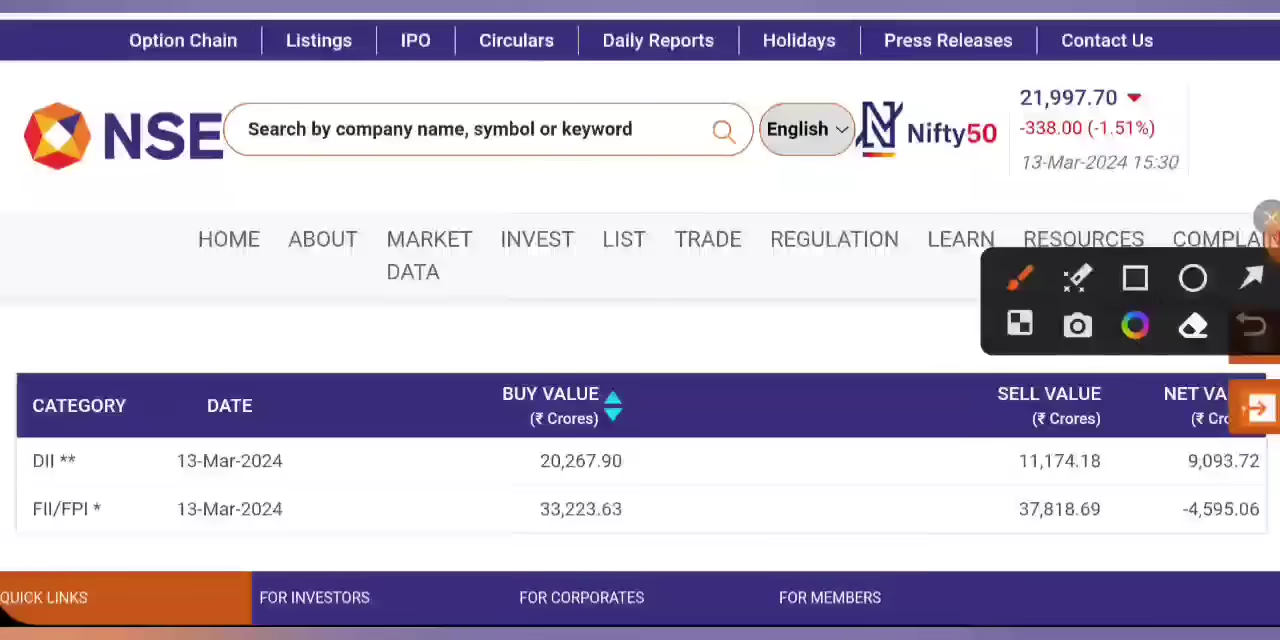 Option Chain Listings IPO Circulars Daily Reports Holidays Press Releases Contact Us
NSE
Search by company name, symbol or keyword
English
Nifty50
21,997.70
-338.00 (-1.51%)
13-Mar-2024 15:30
HOME ABOUT MARKET DATA INVEST LIST TRADE REGULATION LEARN RESOURCES COMPLAIN
CATEGORY DATE BUY VALUE (₹ Crores) SELL VALUE (₹ Crores) NET VA (₹ Cro
DII ** 13-Mar-2024 20,267.90 11,174.18 9,093.72
FII/FPI * 13-Mar-2024 33,223.63 37,818.69 -4,595.06
QUICK LINKS FOR INVESTORS FOR CORPORATES FOR MEMBERS